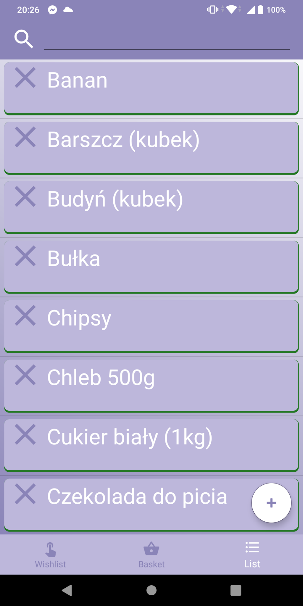 20:26
100%
Banan
Barszcz (kubek)
Budyń (kubek)
Bułka
Chipsy
Chleb 500g
Cukier biały (1kg)
Czekolada do picia
+
Wishlist
Basket
List